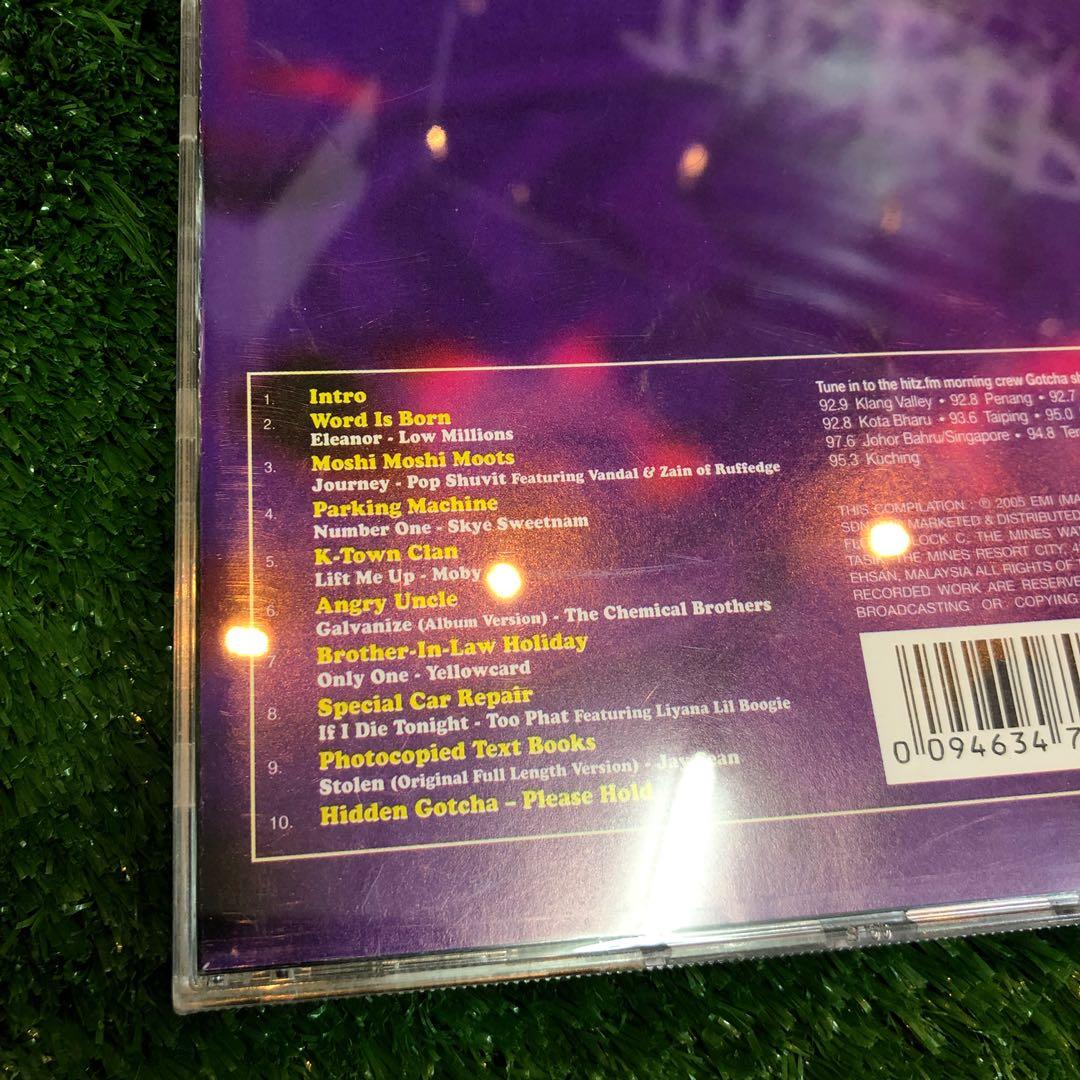 1. Intro
2. Word Is Born
Eleanor - Low Millions
3. Moshi Moshi Moots
Journey - Pop Shuvit Featuring Vandal & Zain of Ruffedge
4. Parking Machine
Number One - Skye Sweetnam
5. K-Town Clan
Lift Me Up - Moby
6. Angry Uncle
Galvanize (Album Version) - The Chemical Brothers
7. Brother-In-Law Holiday
Only One - Yellowcard
8. Special Car Repair
If I Die Tonight - Too Phat Featuring Liyana Lil Boogie
9. Photocopied Text Books
Stolen (Original Full Length Version) - Jay Sean
10. Hidden Gotcha – Please Hold
Tune in to the hitz.fm morning crew Gotcha
92.9 Klang Valley • 92.8 Penang • 92.7
92.8 Kota Bharu • 93.6 Taiping • 95.0
97.6 Johor Bahru/Singapore • 94.8
95.3 Kuching
THIS COMPILATION ℗ 2005 EMI
MARKETED & DISTRIBUTED
BLOCK C, THE MINES
THE MINES RESORT CITY,
EHSAN, MALAYSIA ALL RIGHTS OF
RECORDED WORK ARE RESERVE
BROADCASTING OR COPYING
0 094634 7